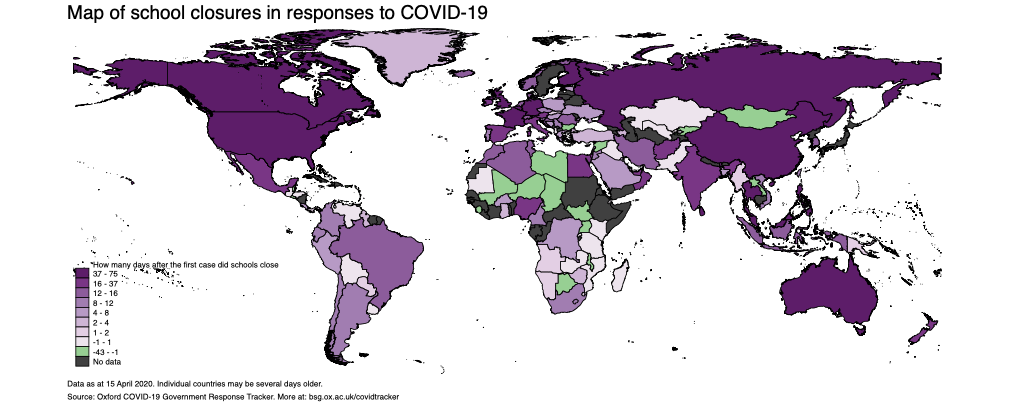 Map of school closures in responses to COVID-19
*How many days after the first case did schools close
37 - 75
16 - 37
12 - 16
8 - 12
4 - 8
2 - 4
1 - 2
-1 - 1
-43 - -1
No data
Data as at 15 April 2020. Individual countries may be several days older.
Source: Oxford COVID-19 Government Response Tracker. More at: bsg.ox.ac.uk/covidtracker